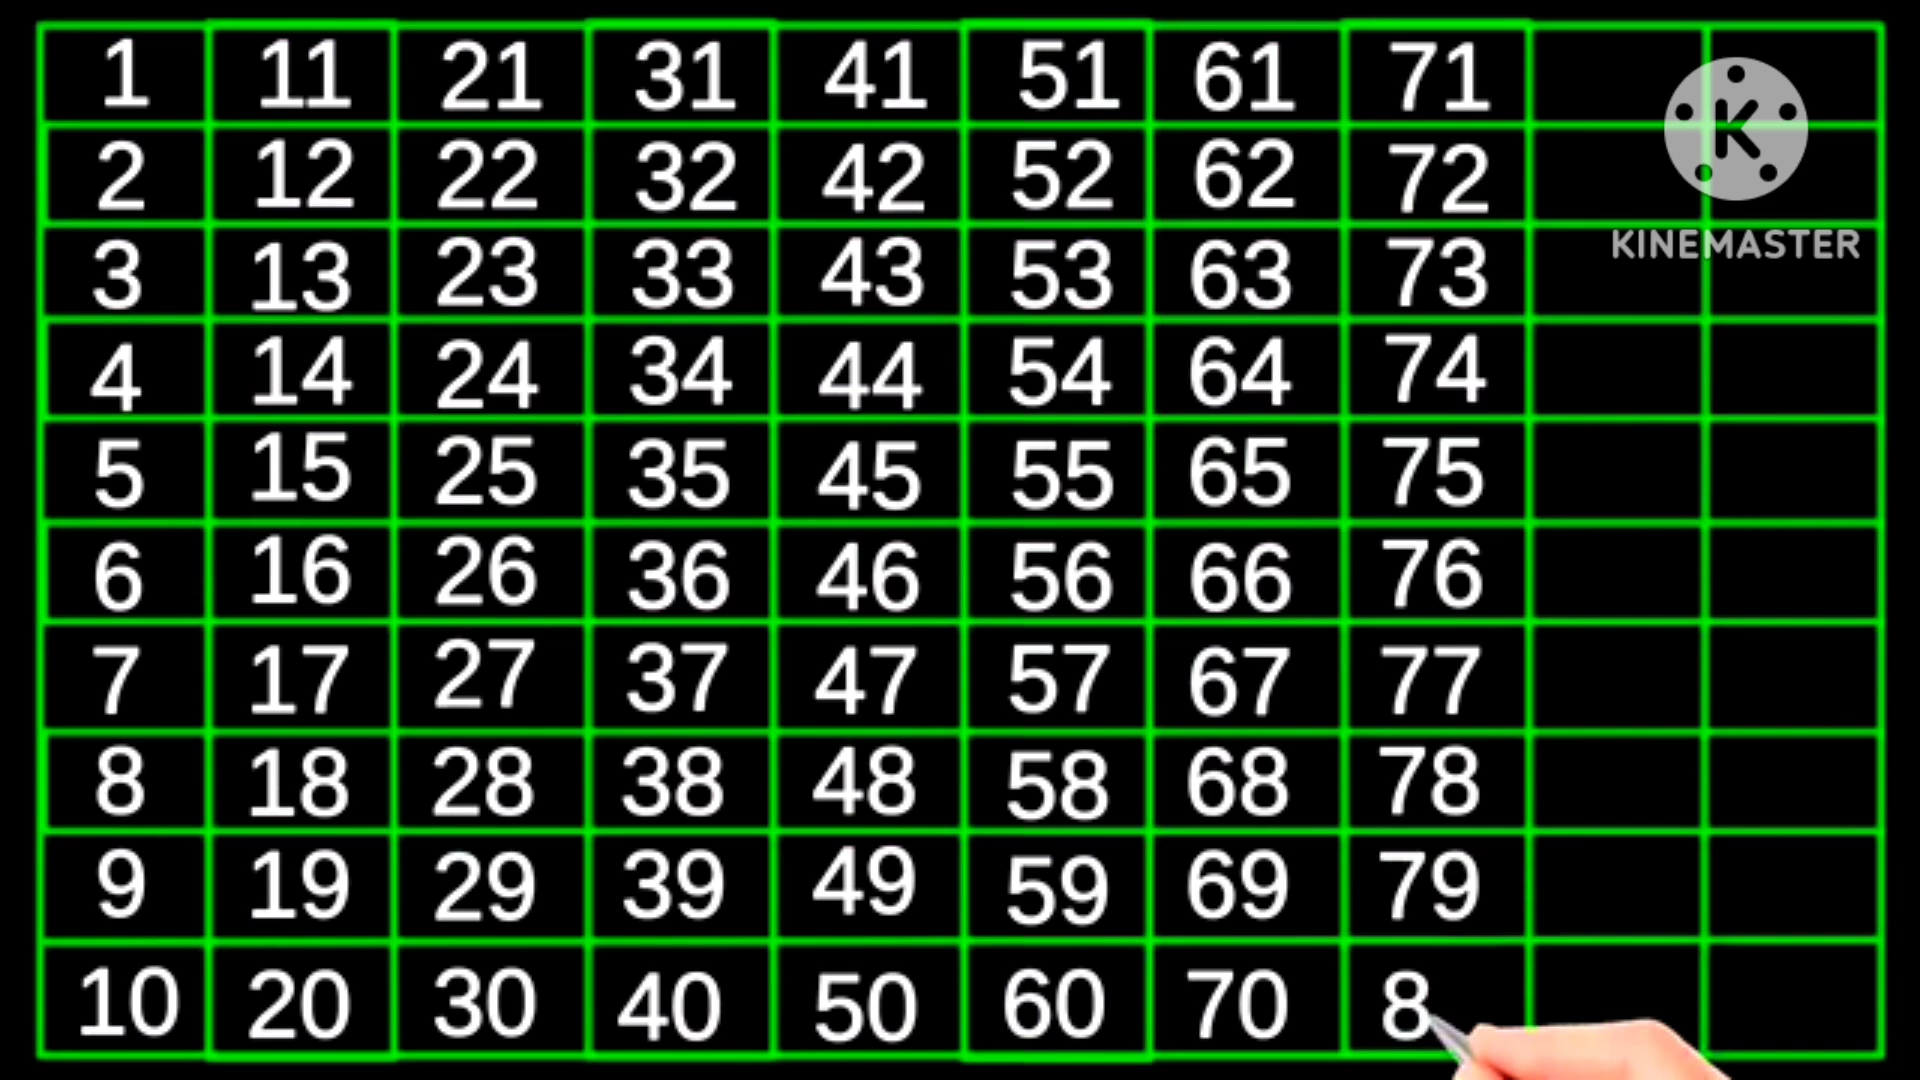 1 11 21 31 41 51 61 71
2 12 22 32 42 52 62 72
3 13 23 33 43 53 63 73
4 14 24 34 44 54 64 74
5 15 25 35 45 55 65 75
6 16 26 36 46 56 66 76
7 17 27 37 47 57 67 77
8 18 28 38 48 58 68 78
9 19 29 39 49 59 69 79
10 20 30 40 50 60 70 8
K
KINEMASTER